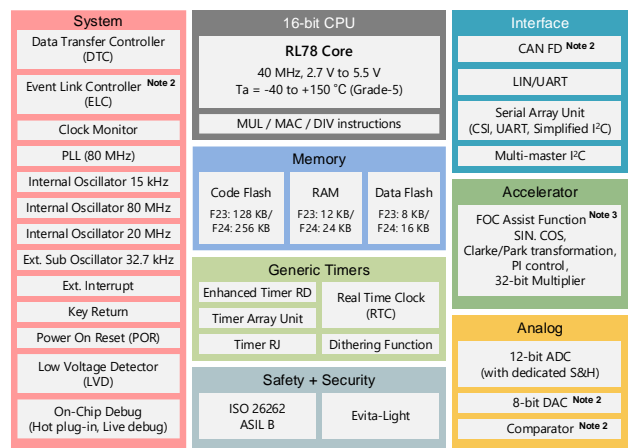 System
Data Transfer Controller
(DTC)
Event Link Controller Note 2
(ELC)
Clock Monitor
PLL (80 MHz)
Internal Oscillator 15 kHz
Internal Oscillator 80 MHz
Internal Oscillator 20 MHz
Ext. Sub Oscillator 32.7 kHz
Ext. Interrupt
Key Return
Power On Reset (POR)
Low Voltage Detector
(LVD)
On-Chip Debug
(Hot plug-in, Live debug)
16-bit CPU
RL78 Core
40 MHz, 2.7 V to 5.5 V
Ta = -40 to +150 °C (Grade-5)
MUL / MAC / DIV instructions
Memory
Code Flash
F23: 128 KB/
F24: 256 KB
RAM
F23: 12 KB/
F24: 24 KB
Data Flash
F23: 8 KB/
F24: 16 KB
Generic Timers
Enhanced Timer RD
Timer Array Unit
Timer RJ
Real Time Clock
(RTC)
Dithering Function
Safety + Security
ISO 26262
ASIL B
Evita-Light
Interface
CAN FD Note 2
LIN/UART
Serial Array Unit
(CSI, UART, Simplified I²C)
Multi-master I²C
Accelerator
FOC Assist Function Note 3
SIN. COS,
Clarke/Park transformation,
PI control,
32-bit Multiplier
Analog
12-bit ADC
(with dedicated S&H)
8-bit DAC Note 2
Comparator Note 2